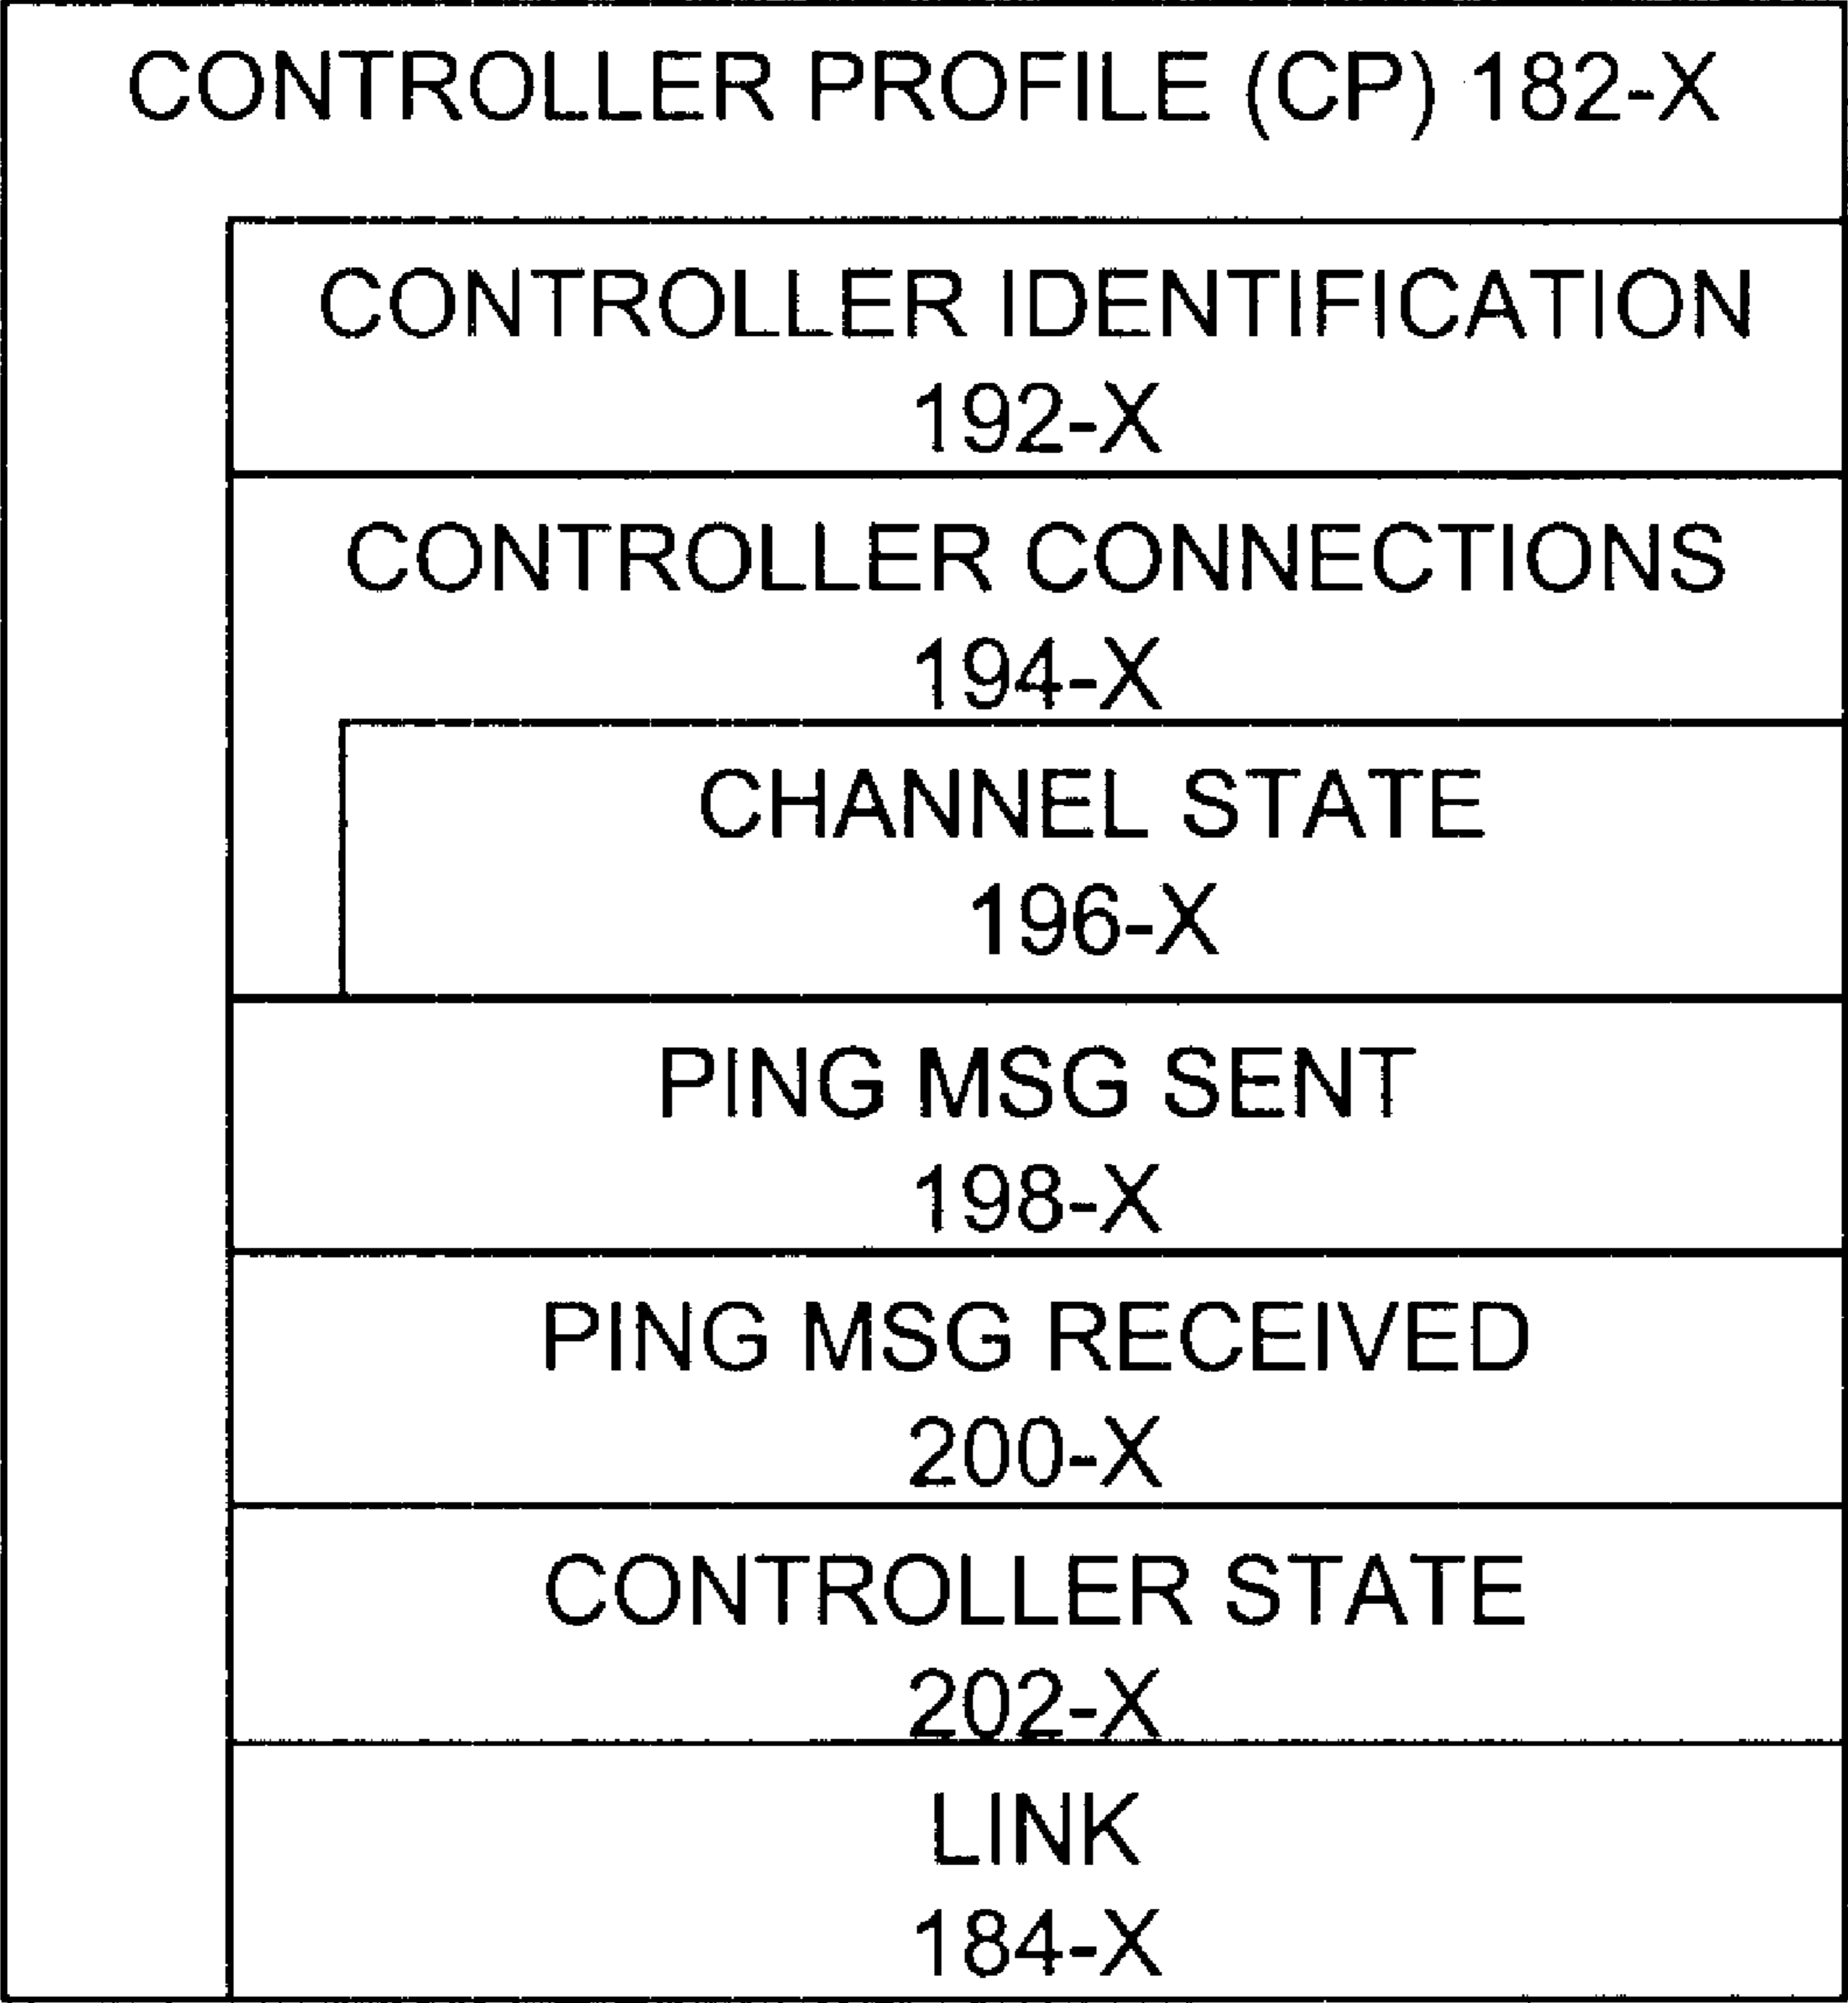 CONTROLLER PROFILE (CP) 182-X
CONTROLLER IDENTIFICATION
192-X
CONTROLLER CONNECTIONS
194-X
CHANNEL STATE
196-X
PING MSG SENT
198-X
PING MSG RECEIVED
200-X
CONTROLLER STATE
202-X
LINK
184-X